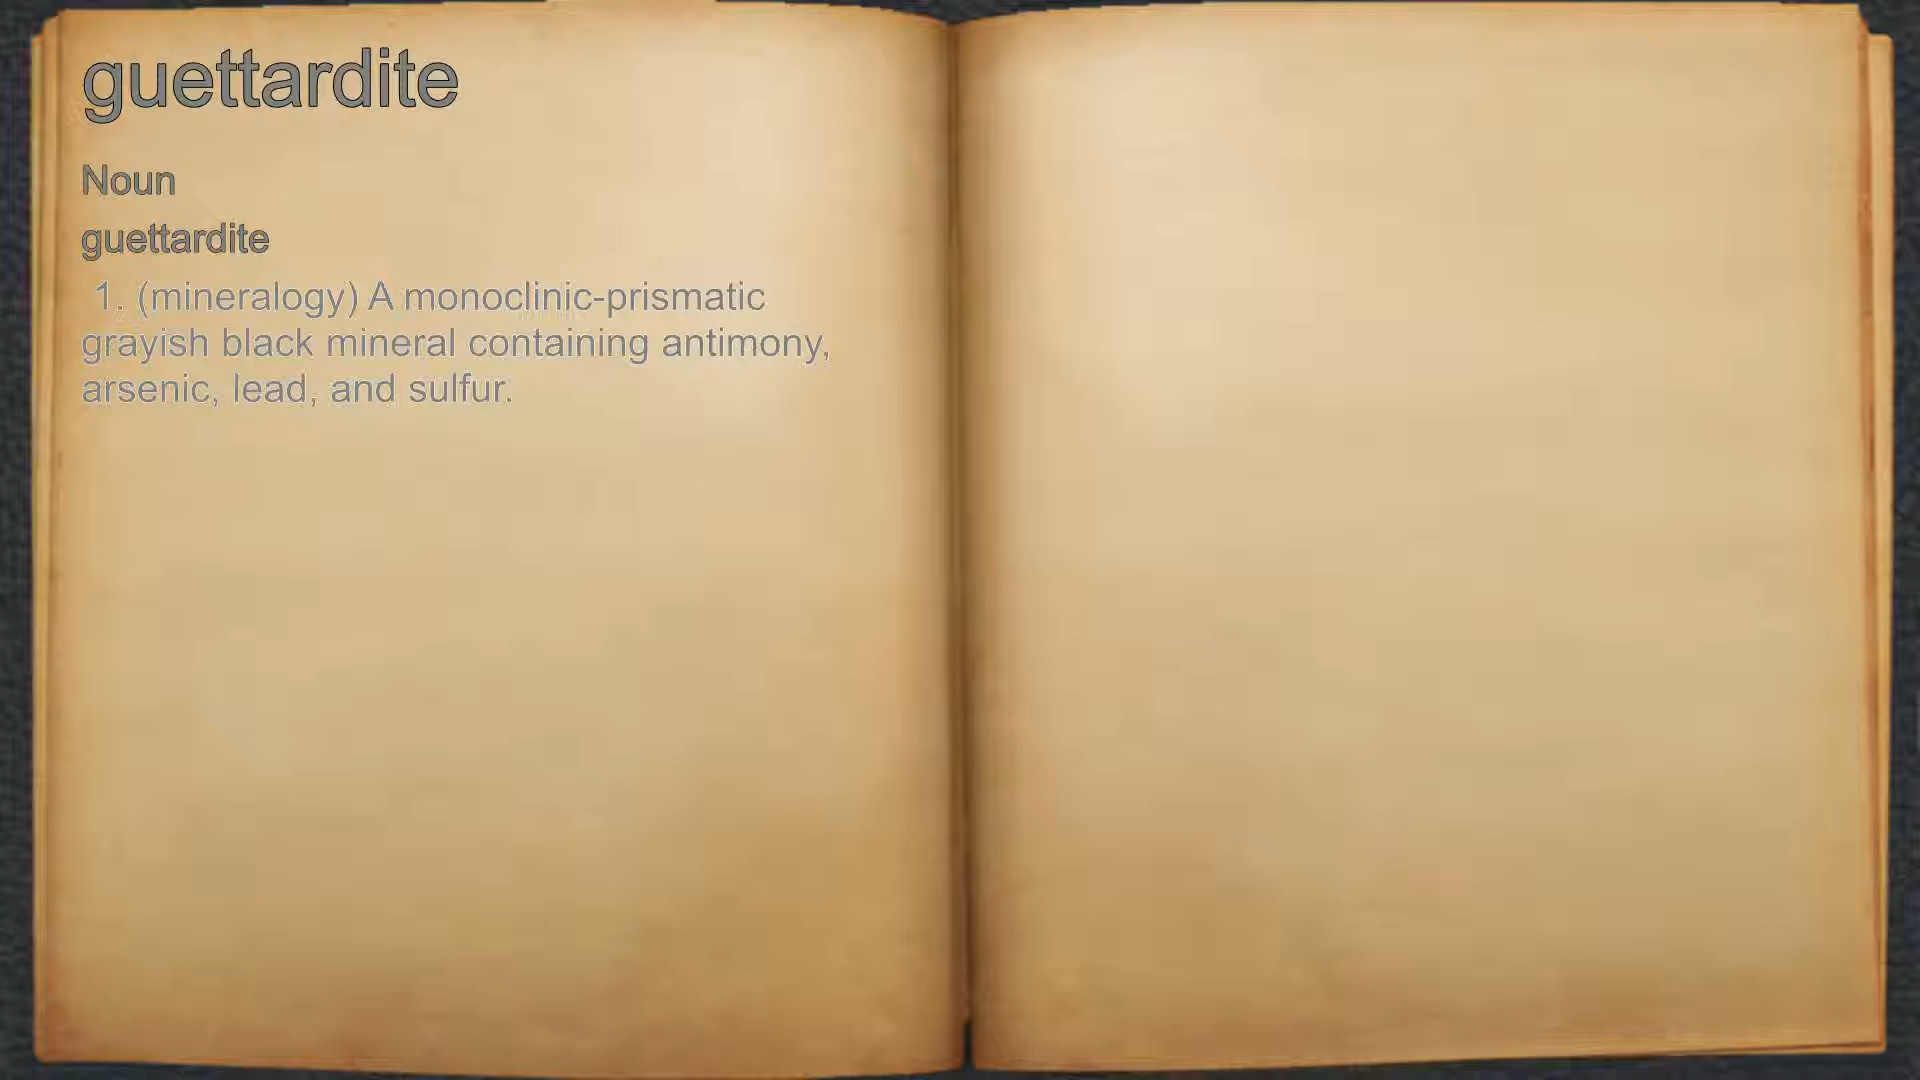 guettardite
Noun
guettardite
1. (mineralogy) A monoclinic-prismatic
grayish black mineral containing antimony,
arsenic, lead, and sulfur.